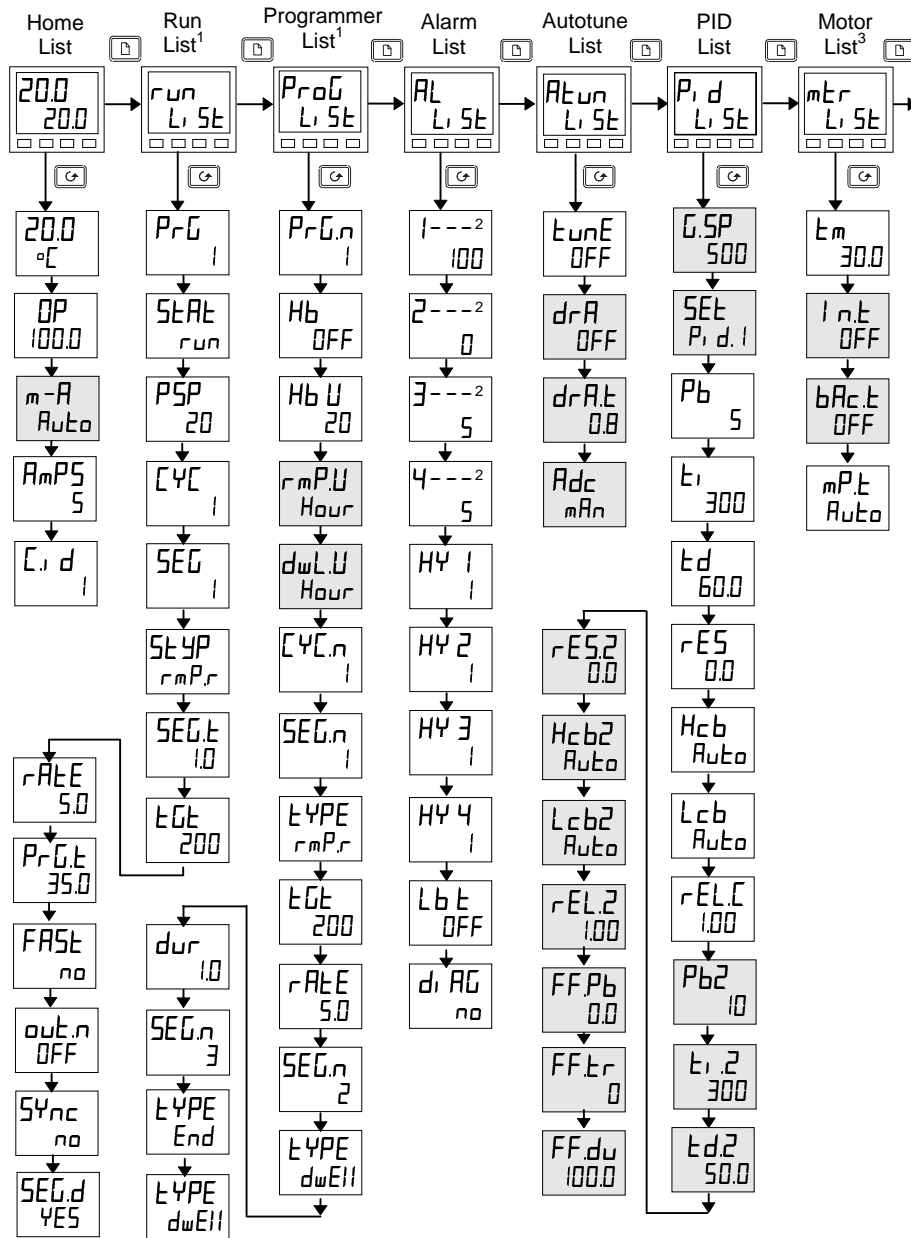 Home
List
20.0
20.0
20.0
°C
OP
100.0
m-A
Auto
AmPS
5
C.id
1
Run
List¹
run
LiSt
PrG
1
StAt
run
PSP
20
CYC
1
SEG
1
StYP
rmP.r
SEG.t
1.0
tGt
200
rAtE
5.0
PrG.t
35.0
FASt
no
out.n
OFF
SYnc
no
SEG.d
YES
Programmer
List¹
ProG
LiSt
PrG.n
1
Hb
OFF
Hb U
20
rmP.U
Hour
dwL.U
Hour
CYC.n
1
SEG.n
1
tYPE
rmP.r
tGt
200
rAtE
5.0
SEG.n
2
tYPE
dwEll
dur
1.0
SEG.n
3
tYPE
End
tYPE
dwEll
Alarm
List
AL
LiSt
1---²
100
2---²
0
3---²
5
4---²
5
HY 1
1
HY 2
1
HY 3
1
HY 4
1
Lb t
OFF
diAG
no
Autotune
List
Atun
LiSt
tunE
OFF
drA
OFF
drA.t
0.8
Adc
mAn
PID
List
Pid
LiSt
G.SP
500
SEt
Pid.1
Pb
5
ti
300
td
60.0
rES
0.0
Hcb
Auto
Lcb
Auto
rEL.C
1.00
Pb2
10
ti.2
300
td.2
50.0
rES.2
0.0
Hcb2
Auto
Lcb2
Auto
rEL.2
1.00
FF.Pb
0.0
FF.tr
0
FF.du
100.0
Motor
List³
mtr
LiSt
tm
30.0
In.t
OFF
bAc.t
OFF
mP.t
Auto